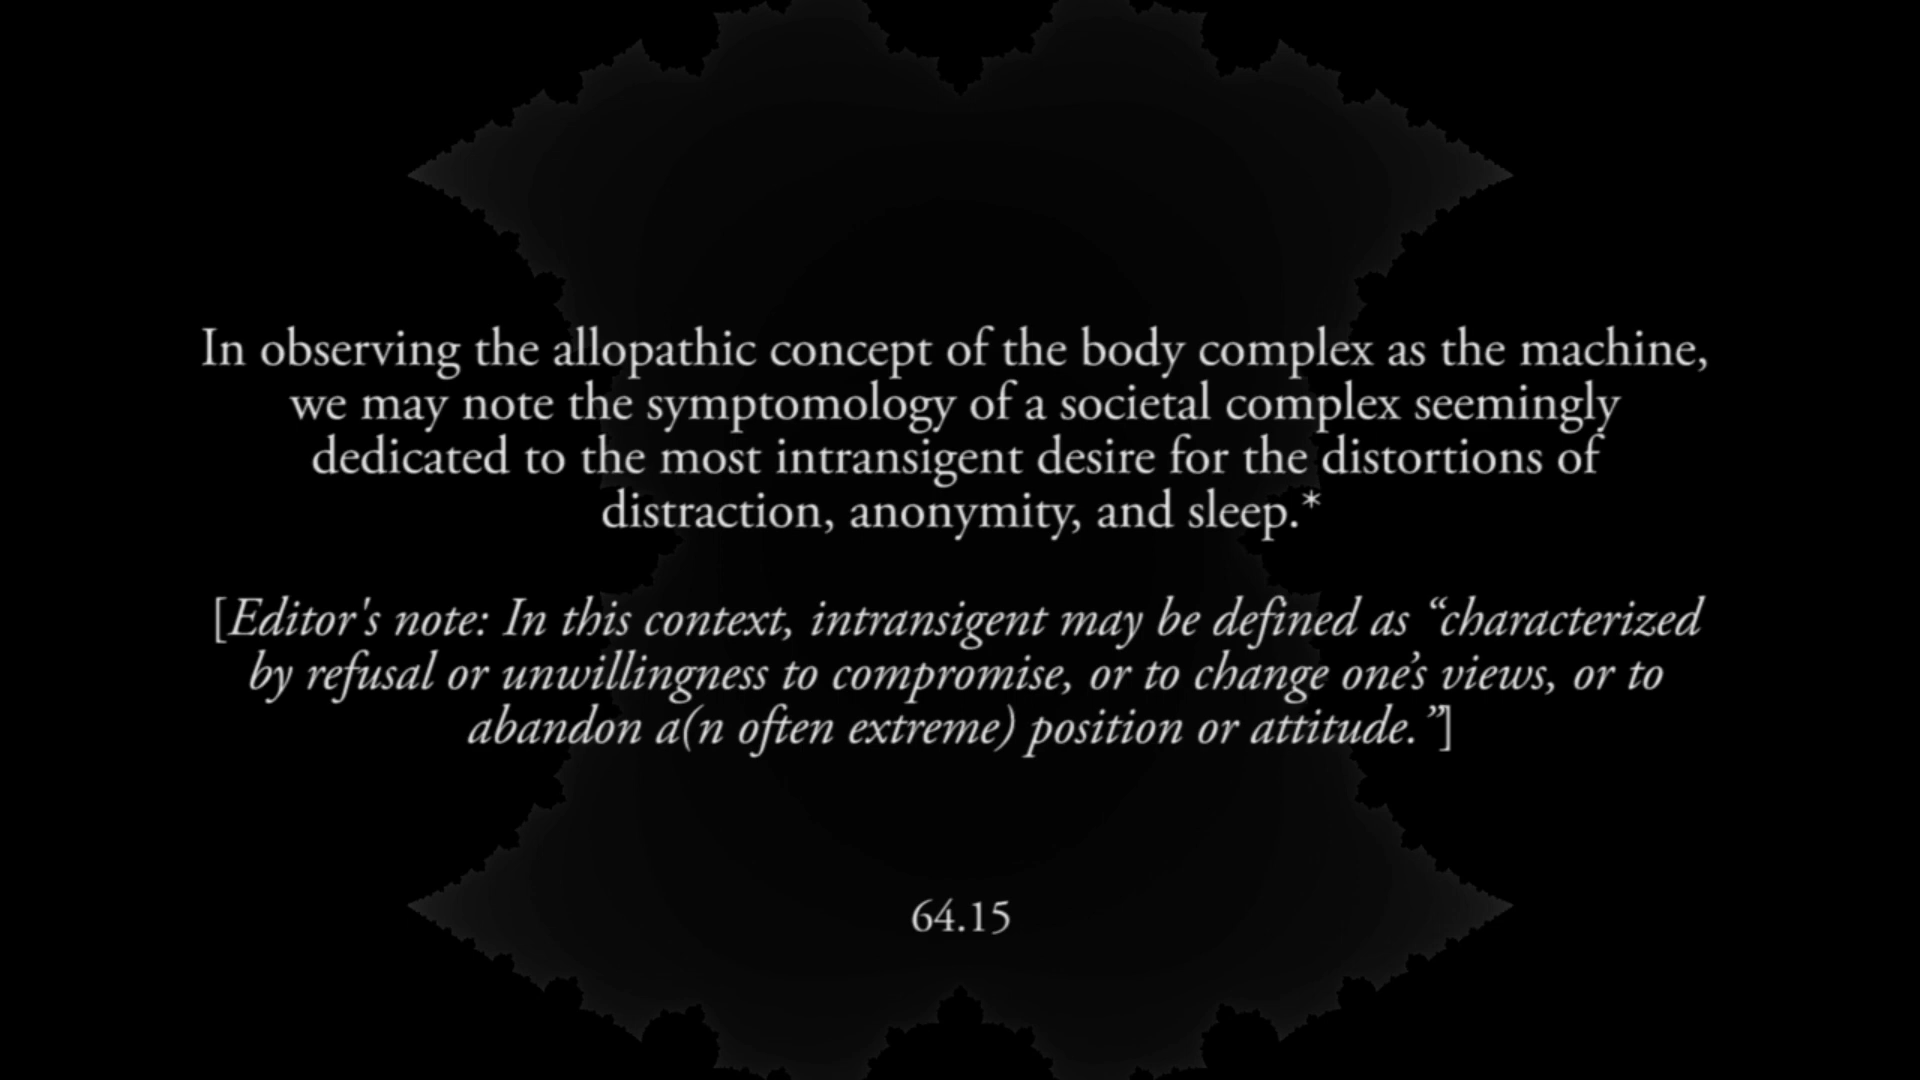 In observing the allopathic concept of the body complex as the machine,
we may note the symptomology of a societal complex seemingly
dedicated to the most intransigent desire for the distortions of
distraction, anonymity, and sleep.*
[Editor's note: In this context, intransigent may be defined as “characterized
by refusal or unwillingness to compromise, or to change one’s views, or to
abandon a(n often extreme) position or attitude.”]
64.15